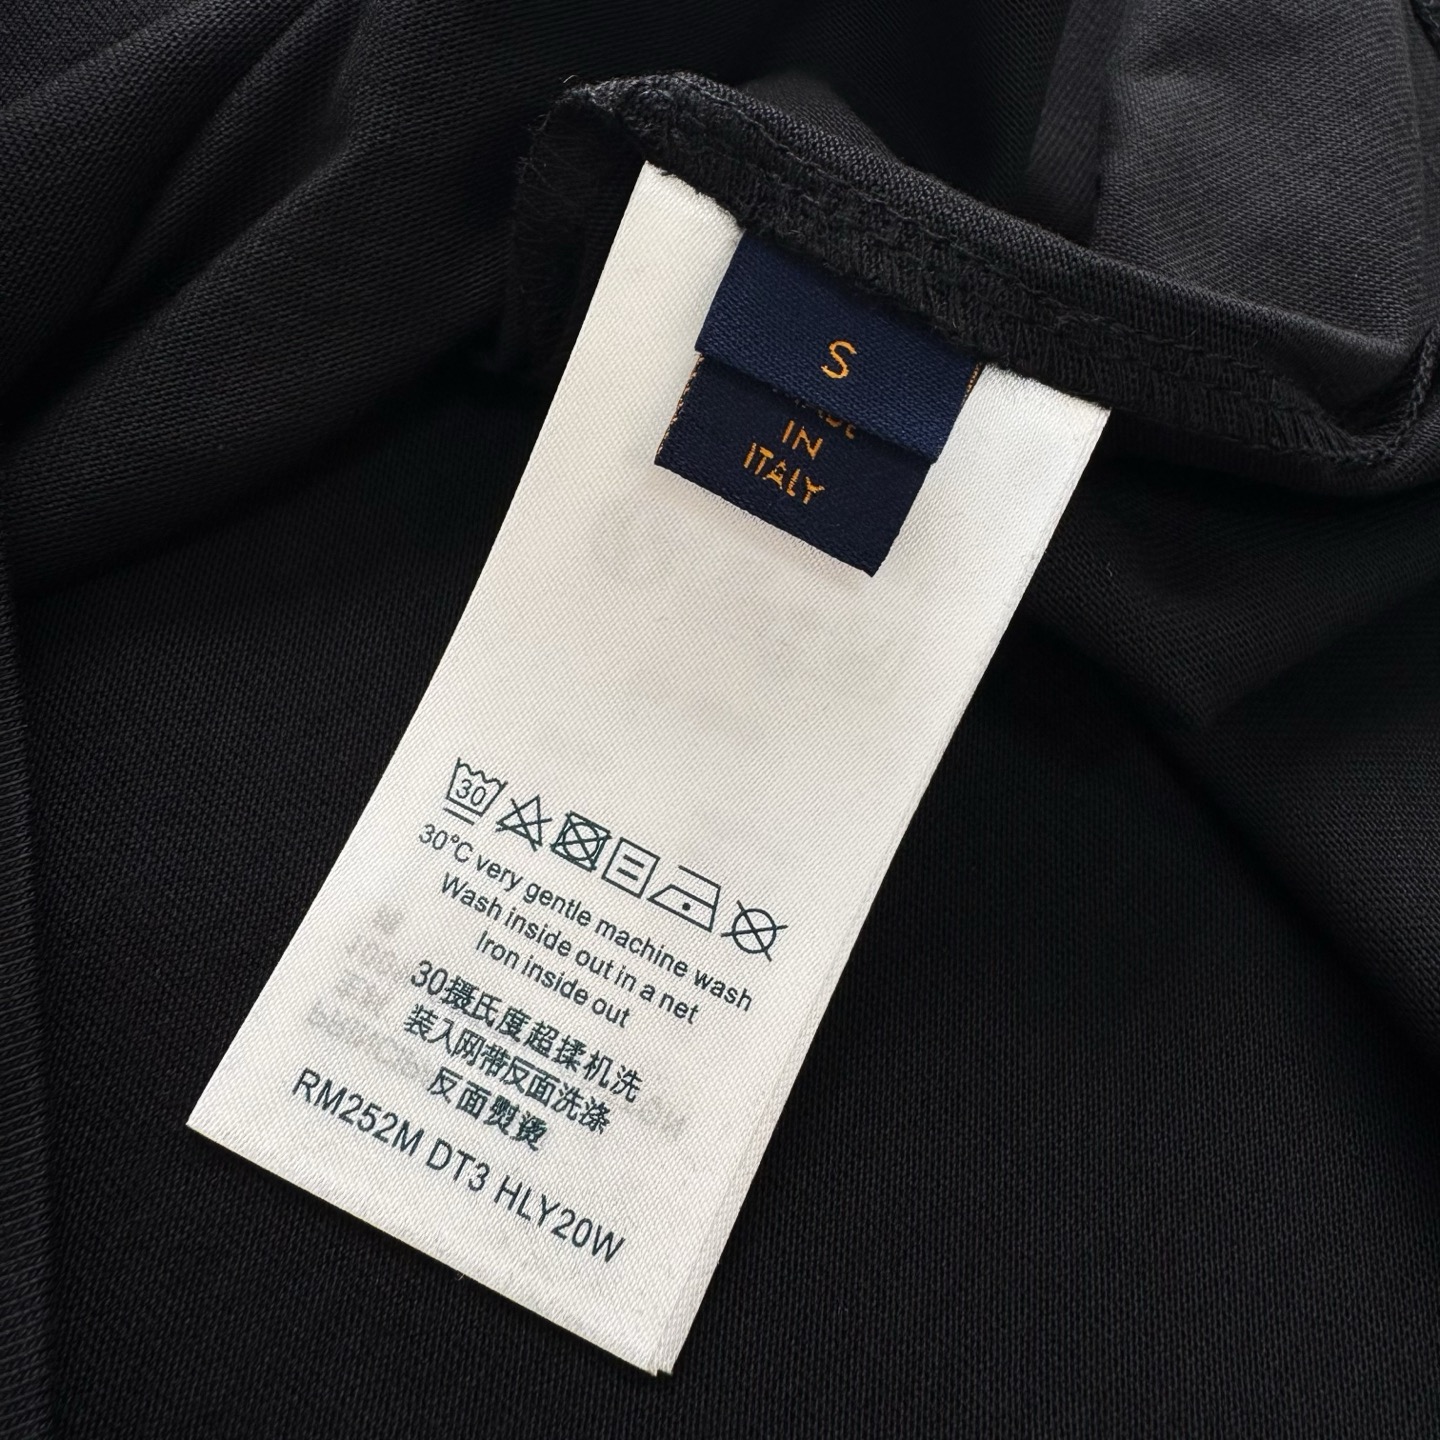 S
IN
ITALY
30
30°C very gentle machine wash
Wash inside out in a net
Iron inside out
30摄氏度超揉机洗
装入网带反面洗涤
反面熨烫
RM252M DT3 HLY20W